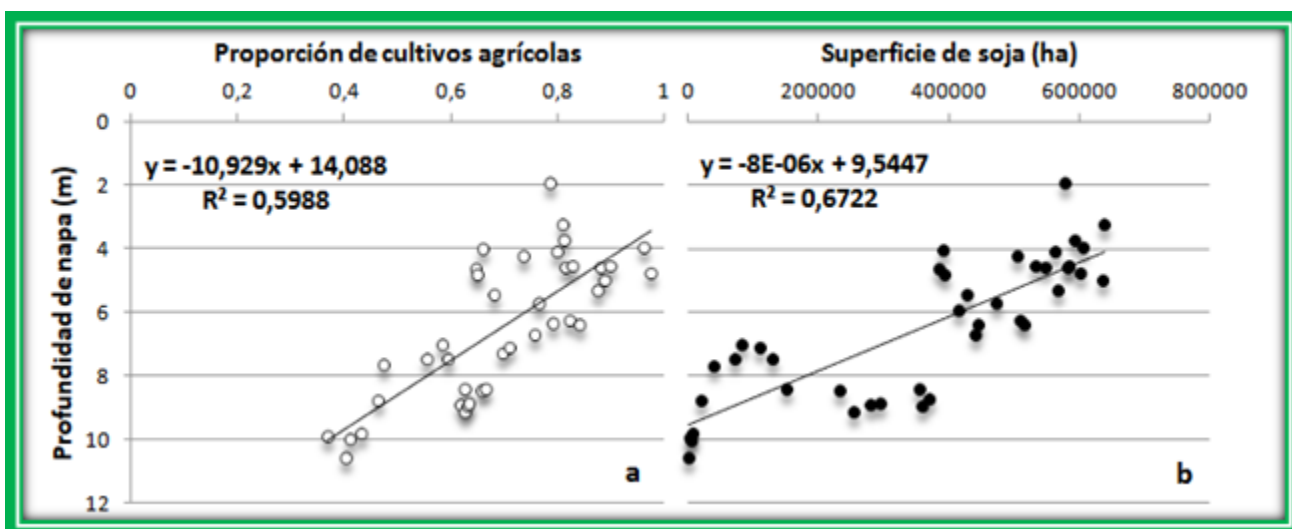 Proporción de cultivos agrícolas
0 0,2 0,4 0,6 0,8 1
Superficie de soja (ha)
0 200000 400000 600000 800000
Profundidad de napa (m)
0
2
4
6
8
10
12
y = -10,929x + 14,088
R² = 0,5988
a
y = -8E-06x + 9,5447
R² = 0,6722
b